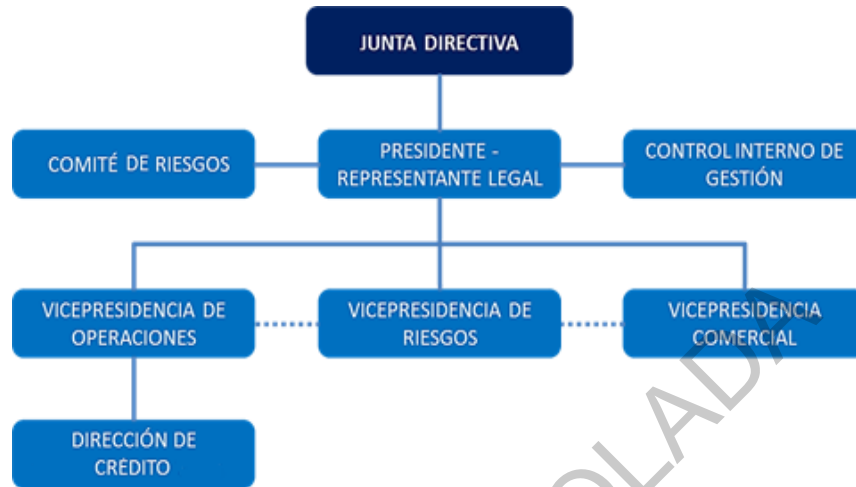 JUNTA DIRECTIVA
COMITÉ DE RIESGOS
PRESIDENTE -
REPRESENTANTE LEGAL
CONTROL INTERNO DE
GESTIÓN
VICEPRESIDENCIA DE
OPERACIONES
VICEPRESIDENCIA DE
RIESGOS
VICEPRESIDENCIA
COMERCIAL
DIRECCIÓN DE
CRÉDITO
OLADA